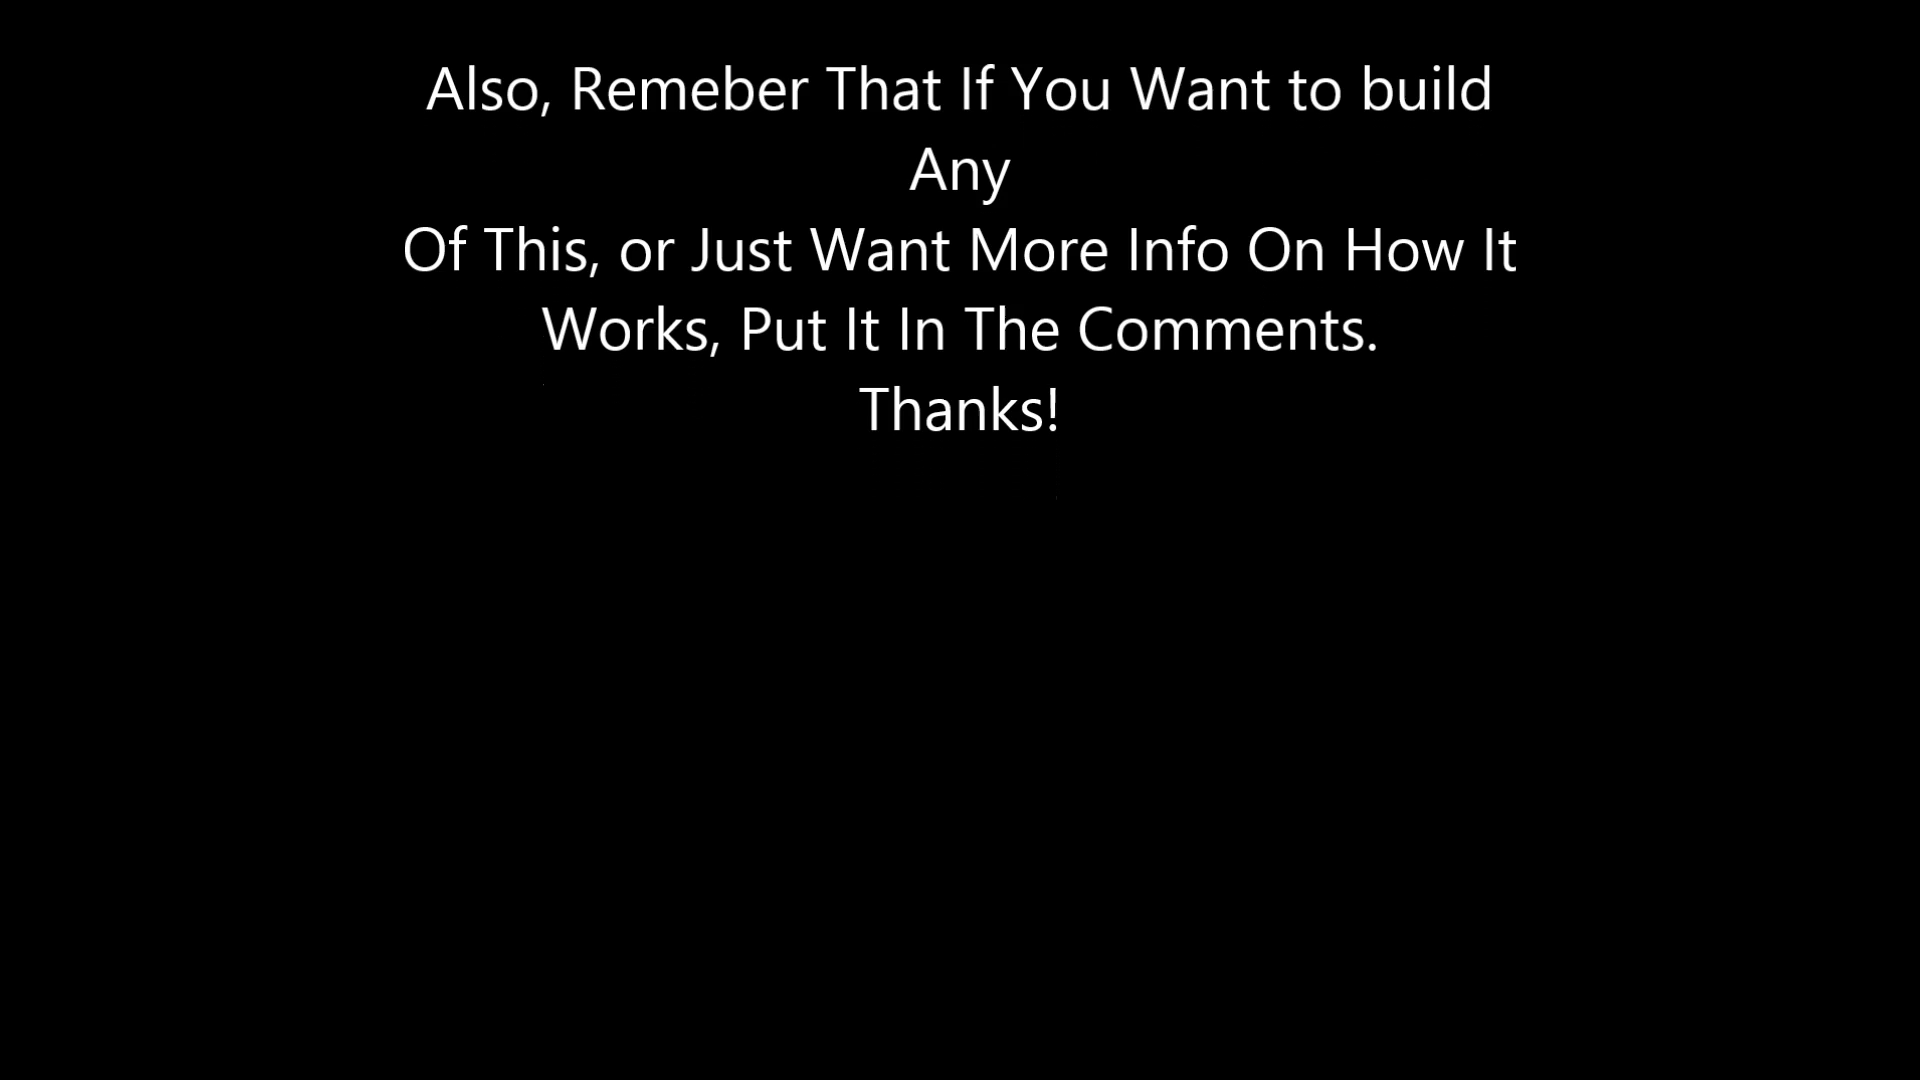 Also, Remeber That If You Want to build
Any
Of This, or Just Want More Info On How It
Works, Put It In The Comments.
Thanks!